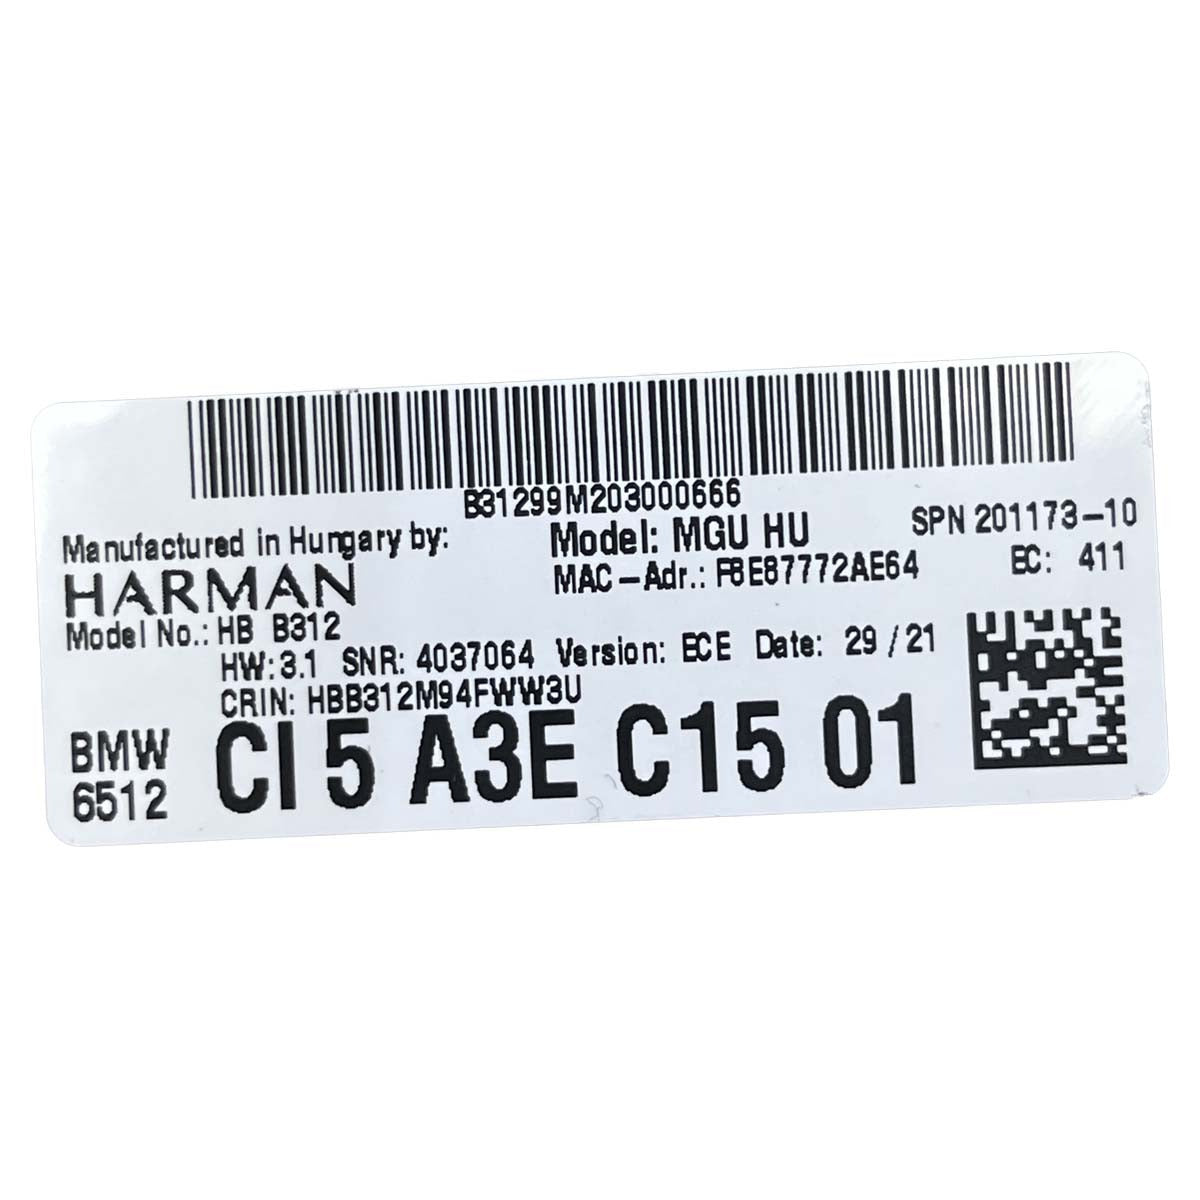 B31299M203000666
Manufactured in Hungary by: Model: MGU HU SPN 201173-10
HARMAN MAC-Adr.: F8E87772AE64 EC: 411
Model No.: HB B312
HW: 3.1 SNR: 4037064 Version: ECE Date: 29/21
CRIN: HBB312M94FWW3U
BMW CI 5 A3E C15 01
6512